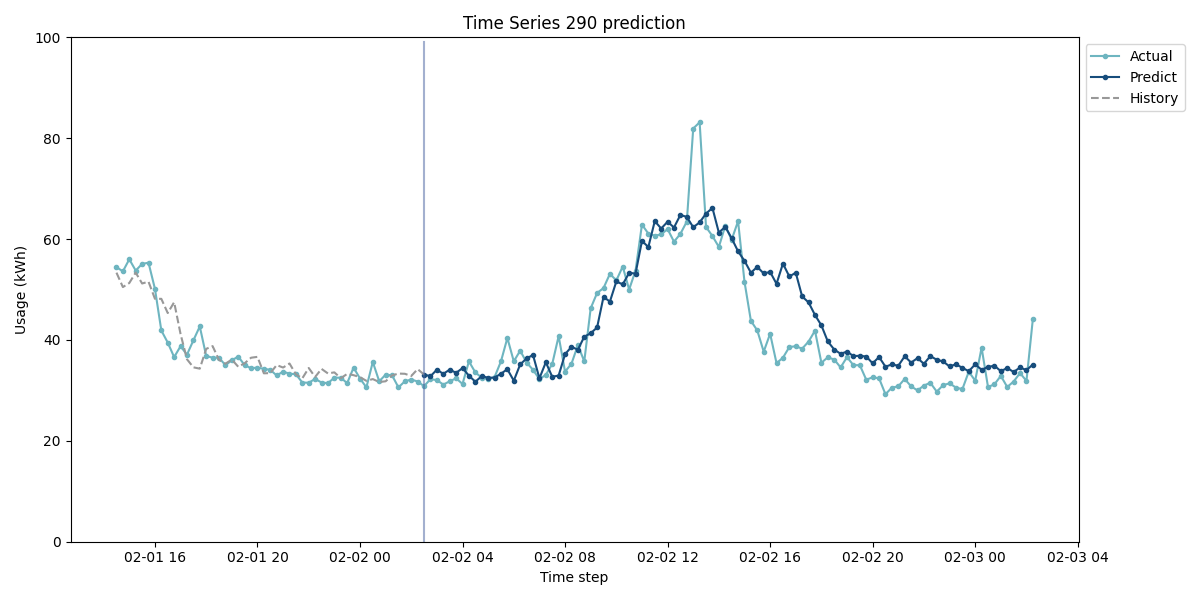 Time Series 290 prediction
Usage (kWh)
100
80
60
40
20
0
02-01 16
02-01 20
02-02 00
02-02 04
02-02 08
02-02 12
02-02 16
02-02 20
02-03 00
02-03 04
Time step
Actual
Predict
History